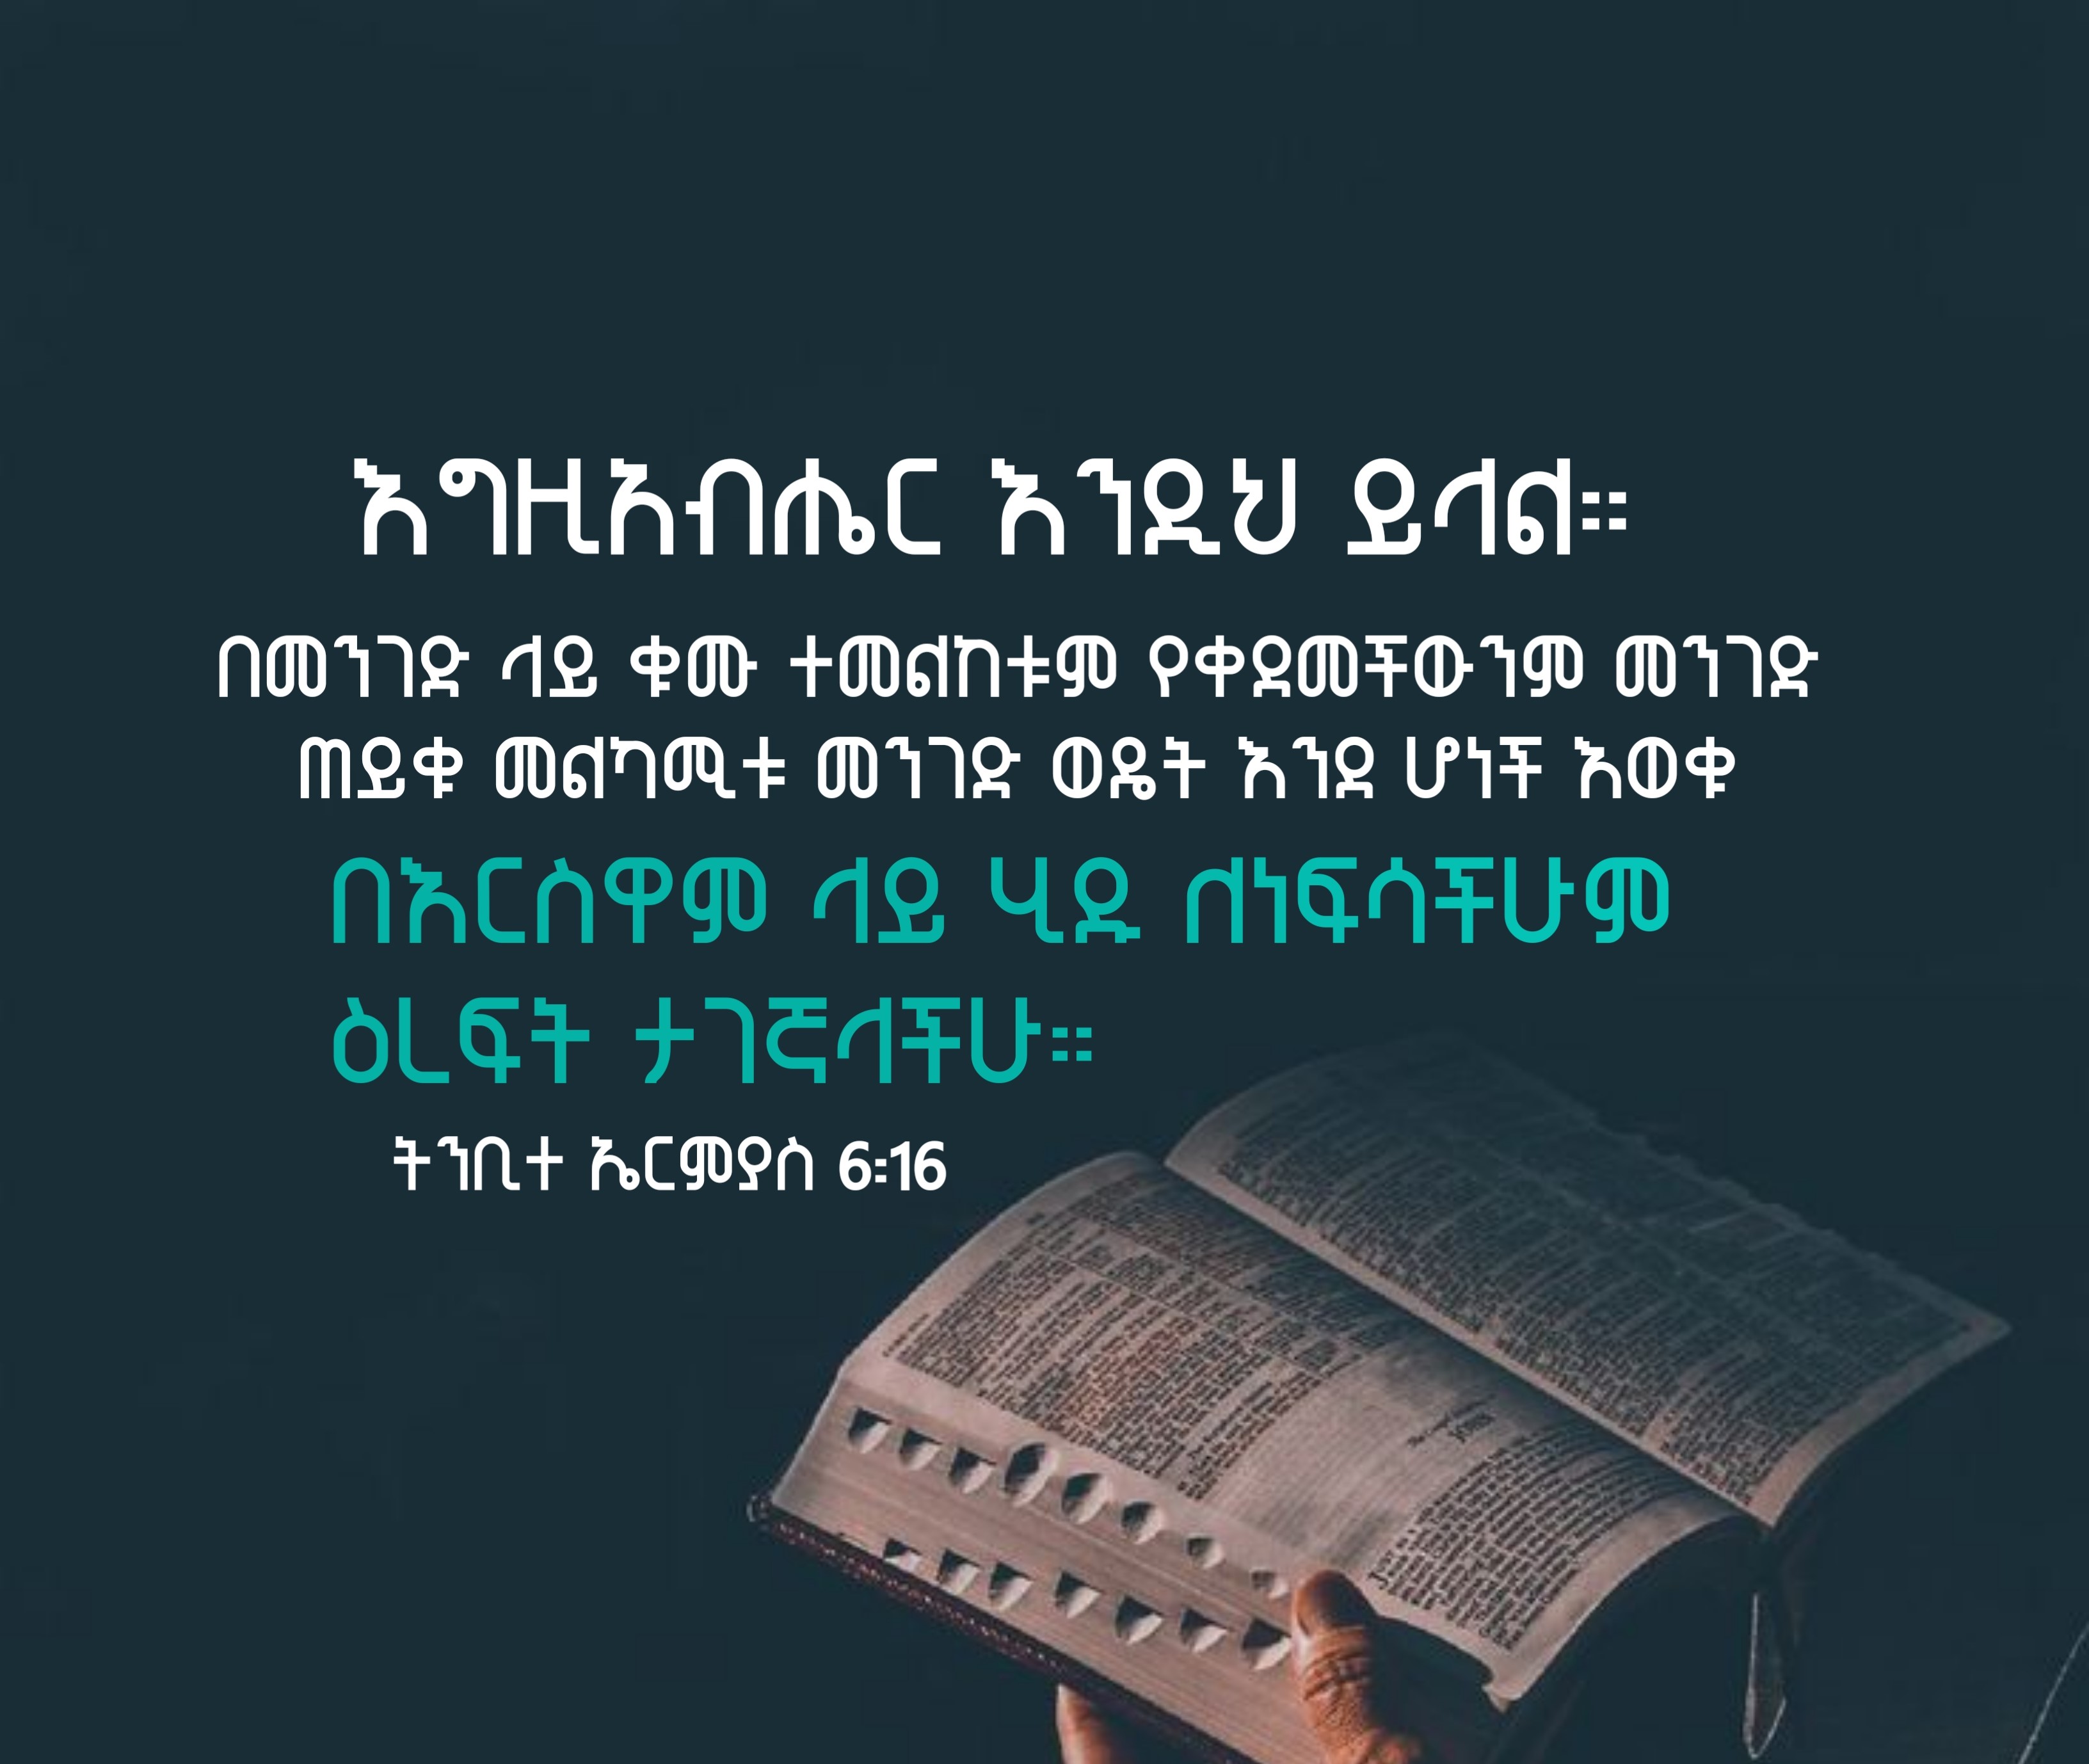 እግዚአብሔር እንዲህ ይላል።
በመንገድ ላይ ቁሙ ተመልከቱም የቀደመችውንም መንገድ
ጠይቁ መልካሚቱ መንገድ ወዴት እንደ ሆነች እወቁ
በእርስዋም ላይ ሂዱ ለነፍሳችሁም
ዕረፍት ታገኛላችሁ።
ትንቢተ ኤርምያስ 6፡16